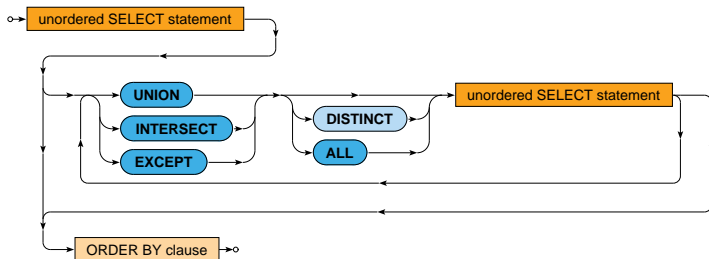 unordered SELECT statement
UNION
unordered SELECT statement
DISTINCT
INTERSECT
EXCEPT
ALL
ORDER BY clause